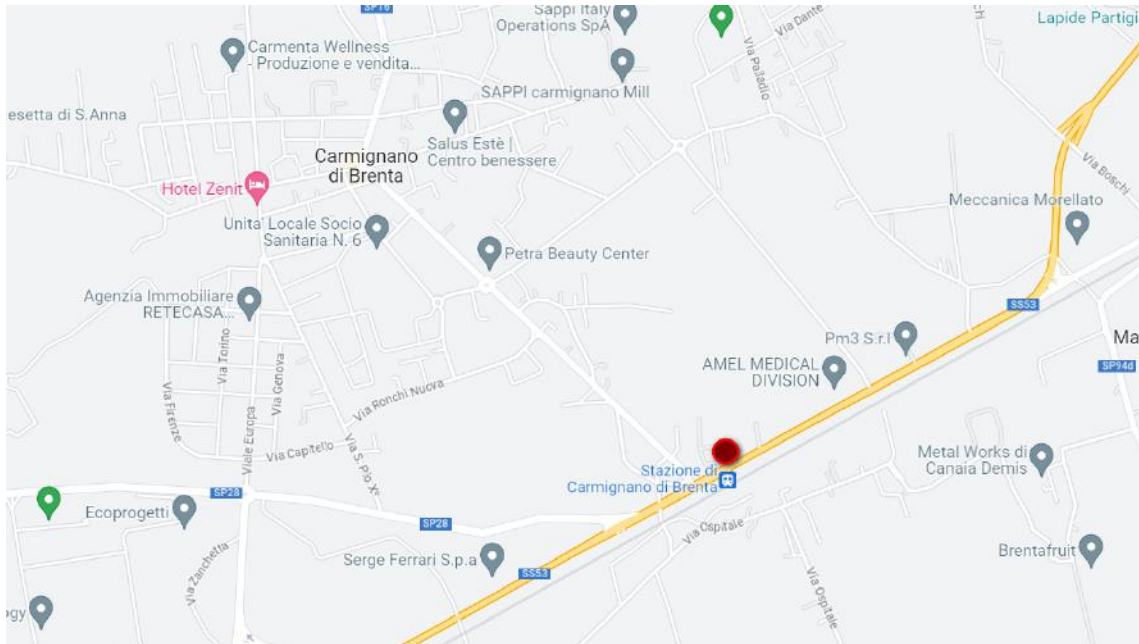 SP16
Sappi Italy
Operations SpA
Via Dante
BOSCHI
Lapide Partigi
Carmenta Wellness
- Produzione e vendita...
Via Palladio
SAPPI carmignano Mill
esetta di S.Anna
Salus Estè |
Centro benessere
Carmignano
di Brenta
Via Boschi
Hotel Zenit
Meccanica Morellato
Unita' Locale Socio
Sanitaria N. 6
Petra Beauty Center
Agenzia Immobiliare
RETECASA...
SS53
Pm3 S.r.l
Ma
Via Torino
Via Genova
AMEL MEDICAL
DIVISION
SP94d
Via Ronchi Nuova
Via Firenze
Viale Europa
Via Capitello
Via S. Pio Xº
Metal Works di
Canaia Demis
Stazione di
Carmignano di Brenta
SP28
Ecoprogetti
SP28
Via Ospitale
Brentafruit
Serge Ferrari S.p.a
SS53
Via Zanchetta
Via Ospitale
ogy